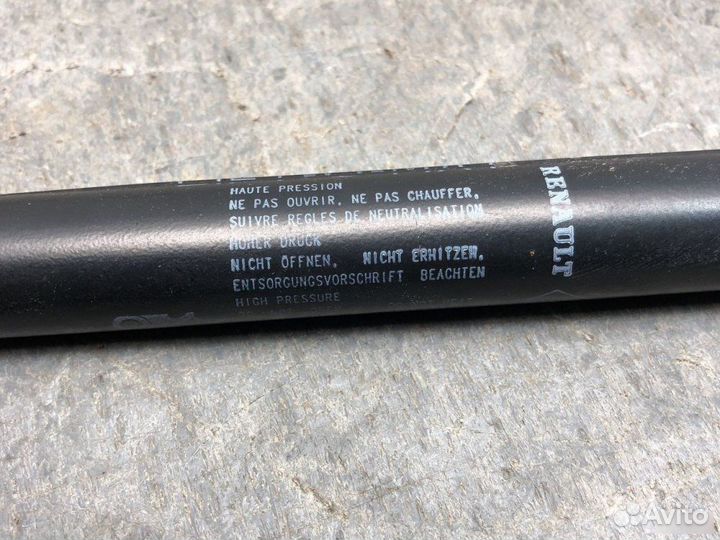 HAUTE PRESSION
NE PAS OUVRIR. NE PAS CHAUFFER.
SUIVRE REGLES DE NEUTRALISATION
HOHER DRUCK
NICHT ÖFFNEN. NICHT ERHITZEN.
ENTSORGUNGSVORSCHRIFT BEACHTEN
HIGH PRESSURE
RENAULT
Avito